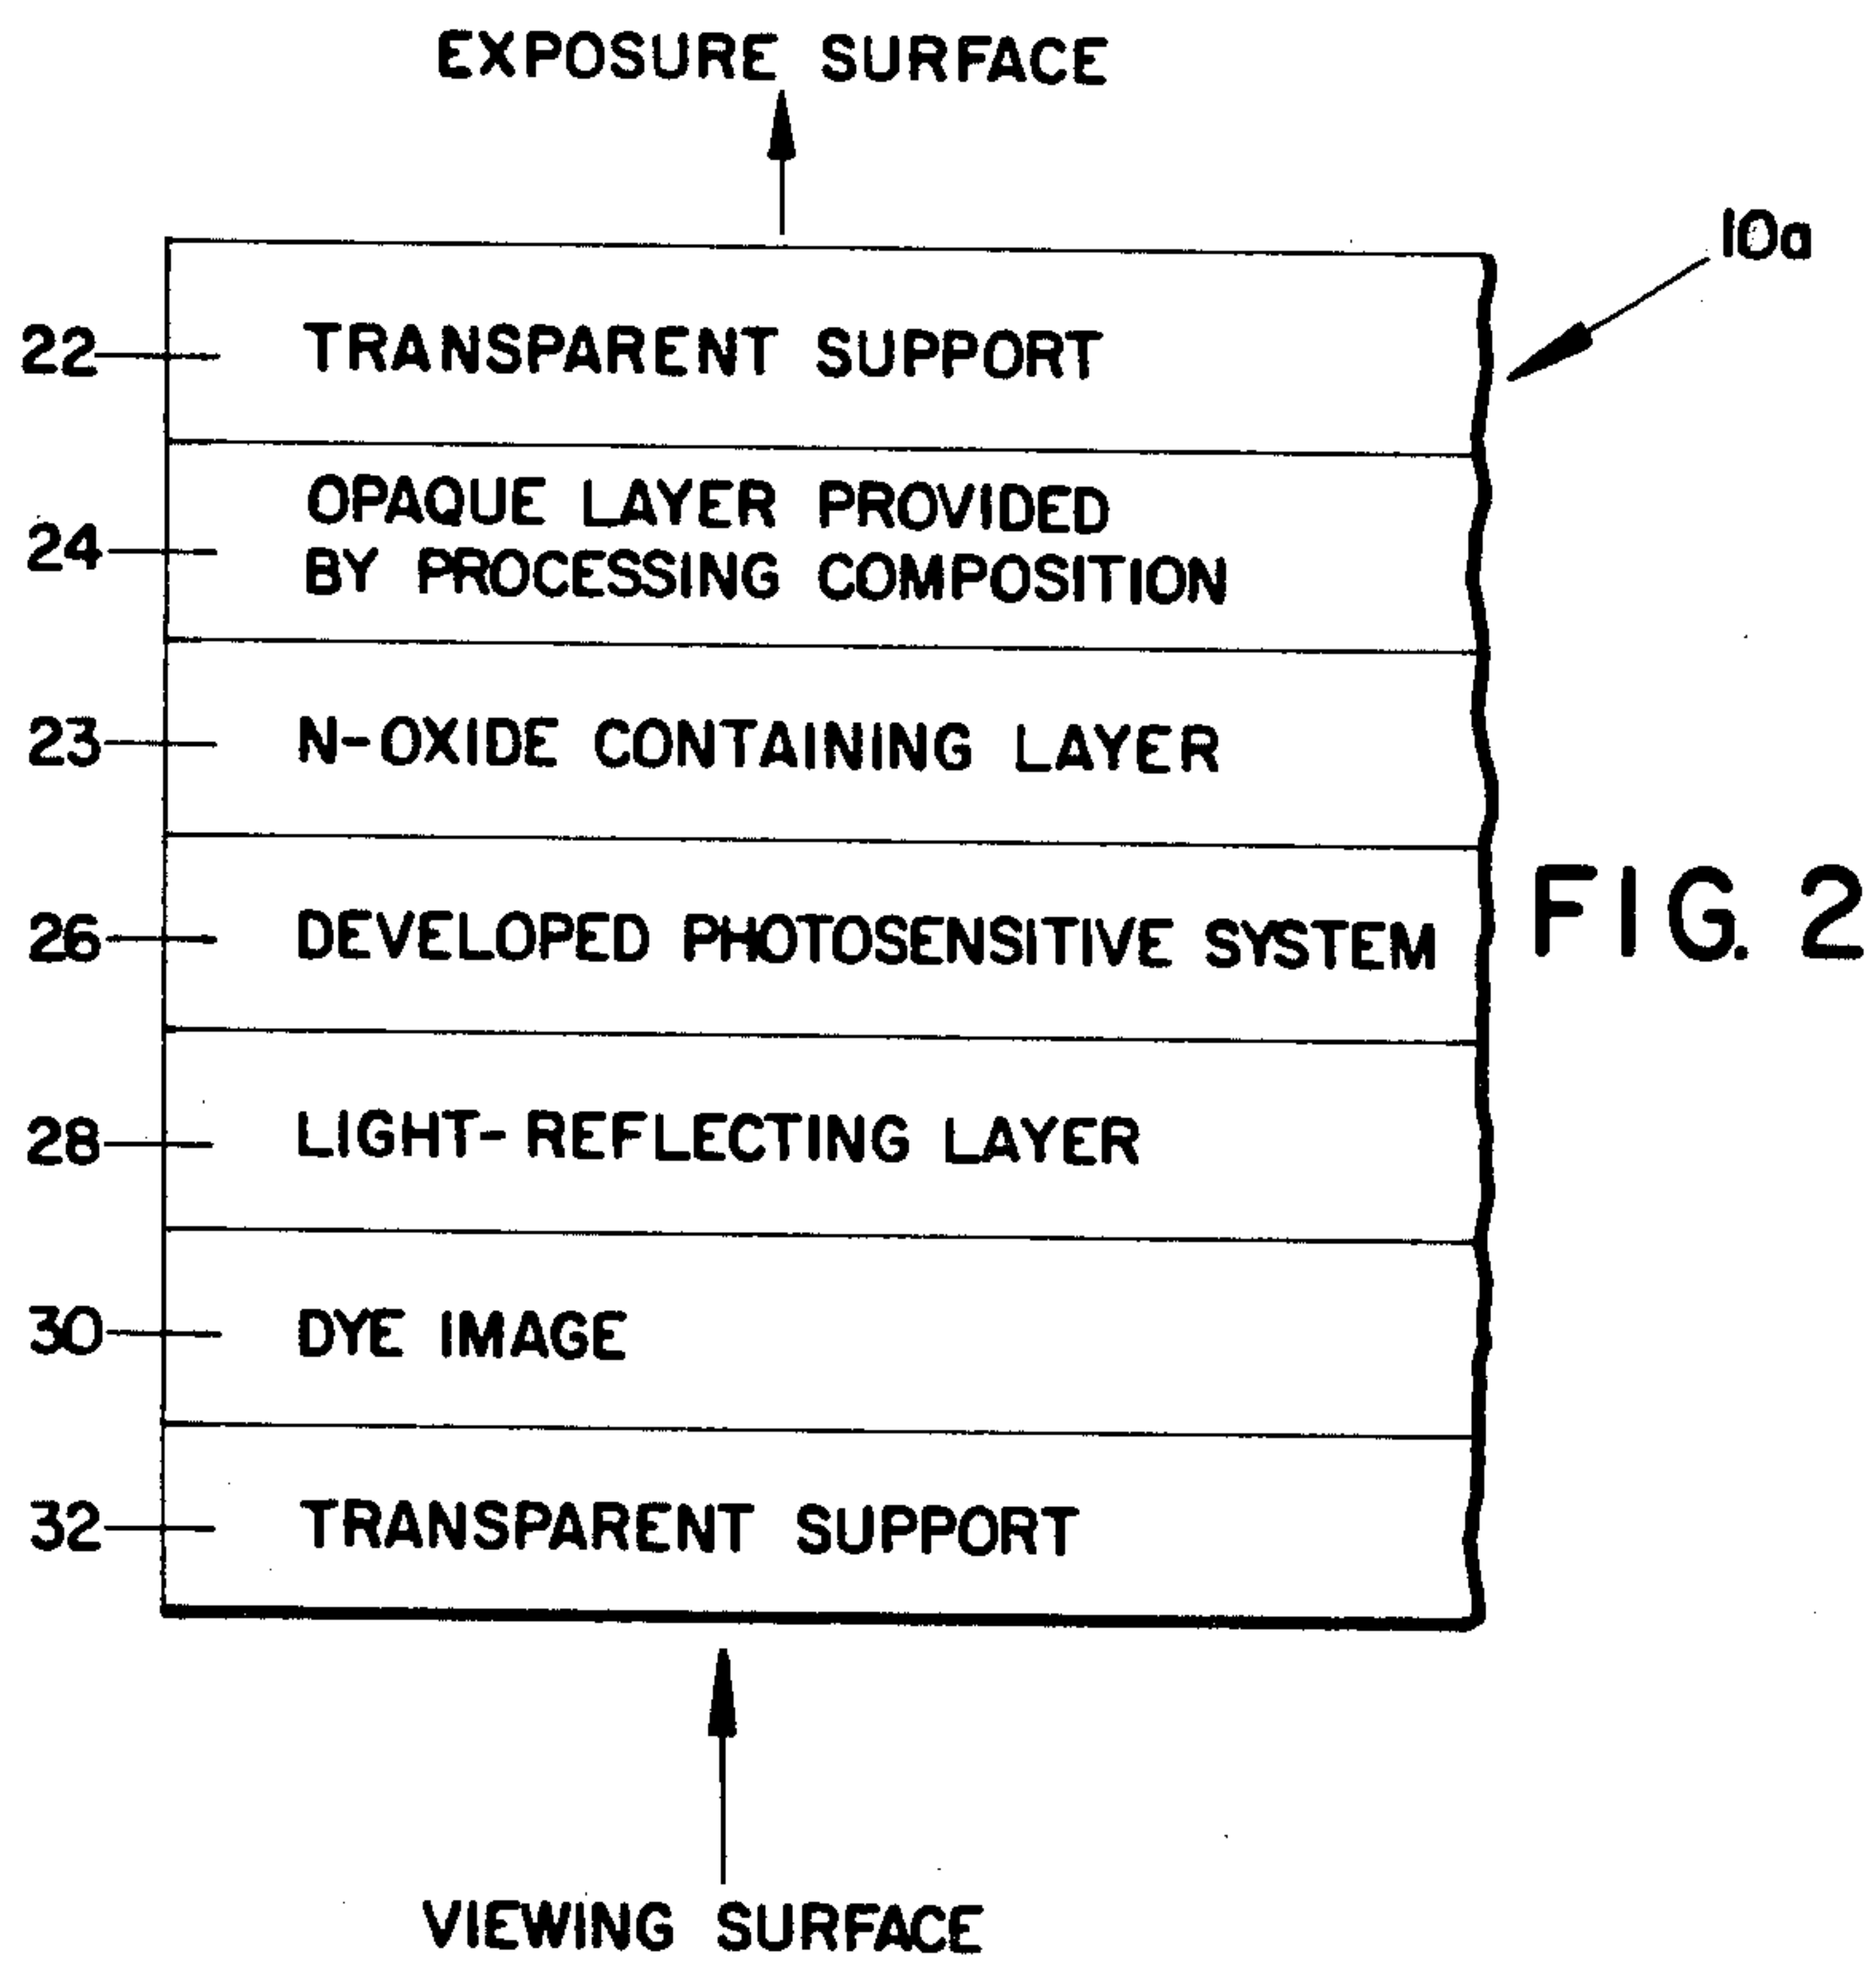 EXPOSURE SURFACE
10a
22 TRANSPARENT SUPPORT
OPAQUE LAYER PROVIDED
24
BY PROCESSING COMPOSITION
23 N-OXIDE CONTAINING LAYER
FIG. 2
26 DEVELOPED PHOTOSENSITIVE SYSTEM
28 LIGHT-REFLECTING LAYER
30 DYE IMAGE
32 TRANSPARENT SUPPORT
VIEWING SURFACE